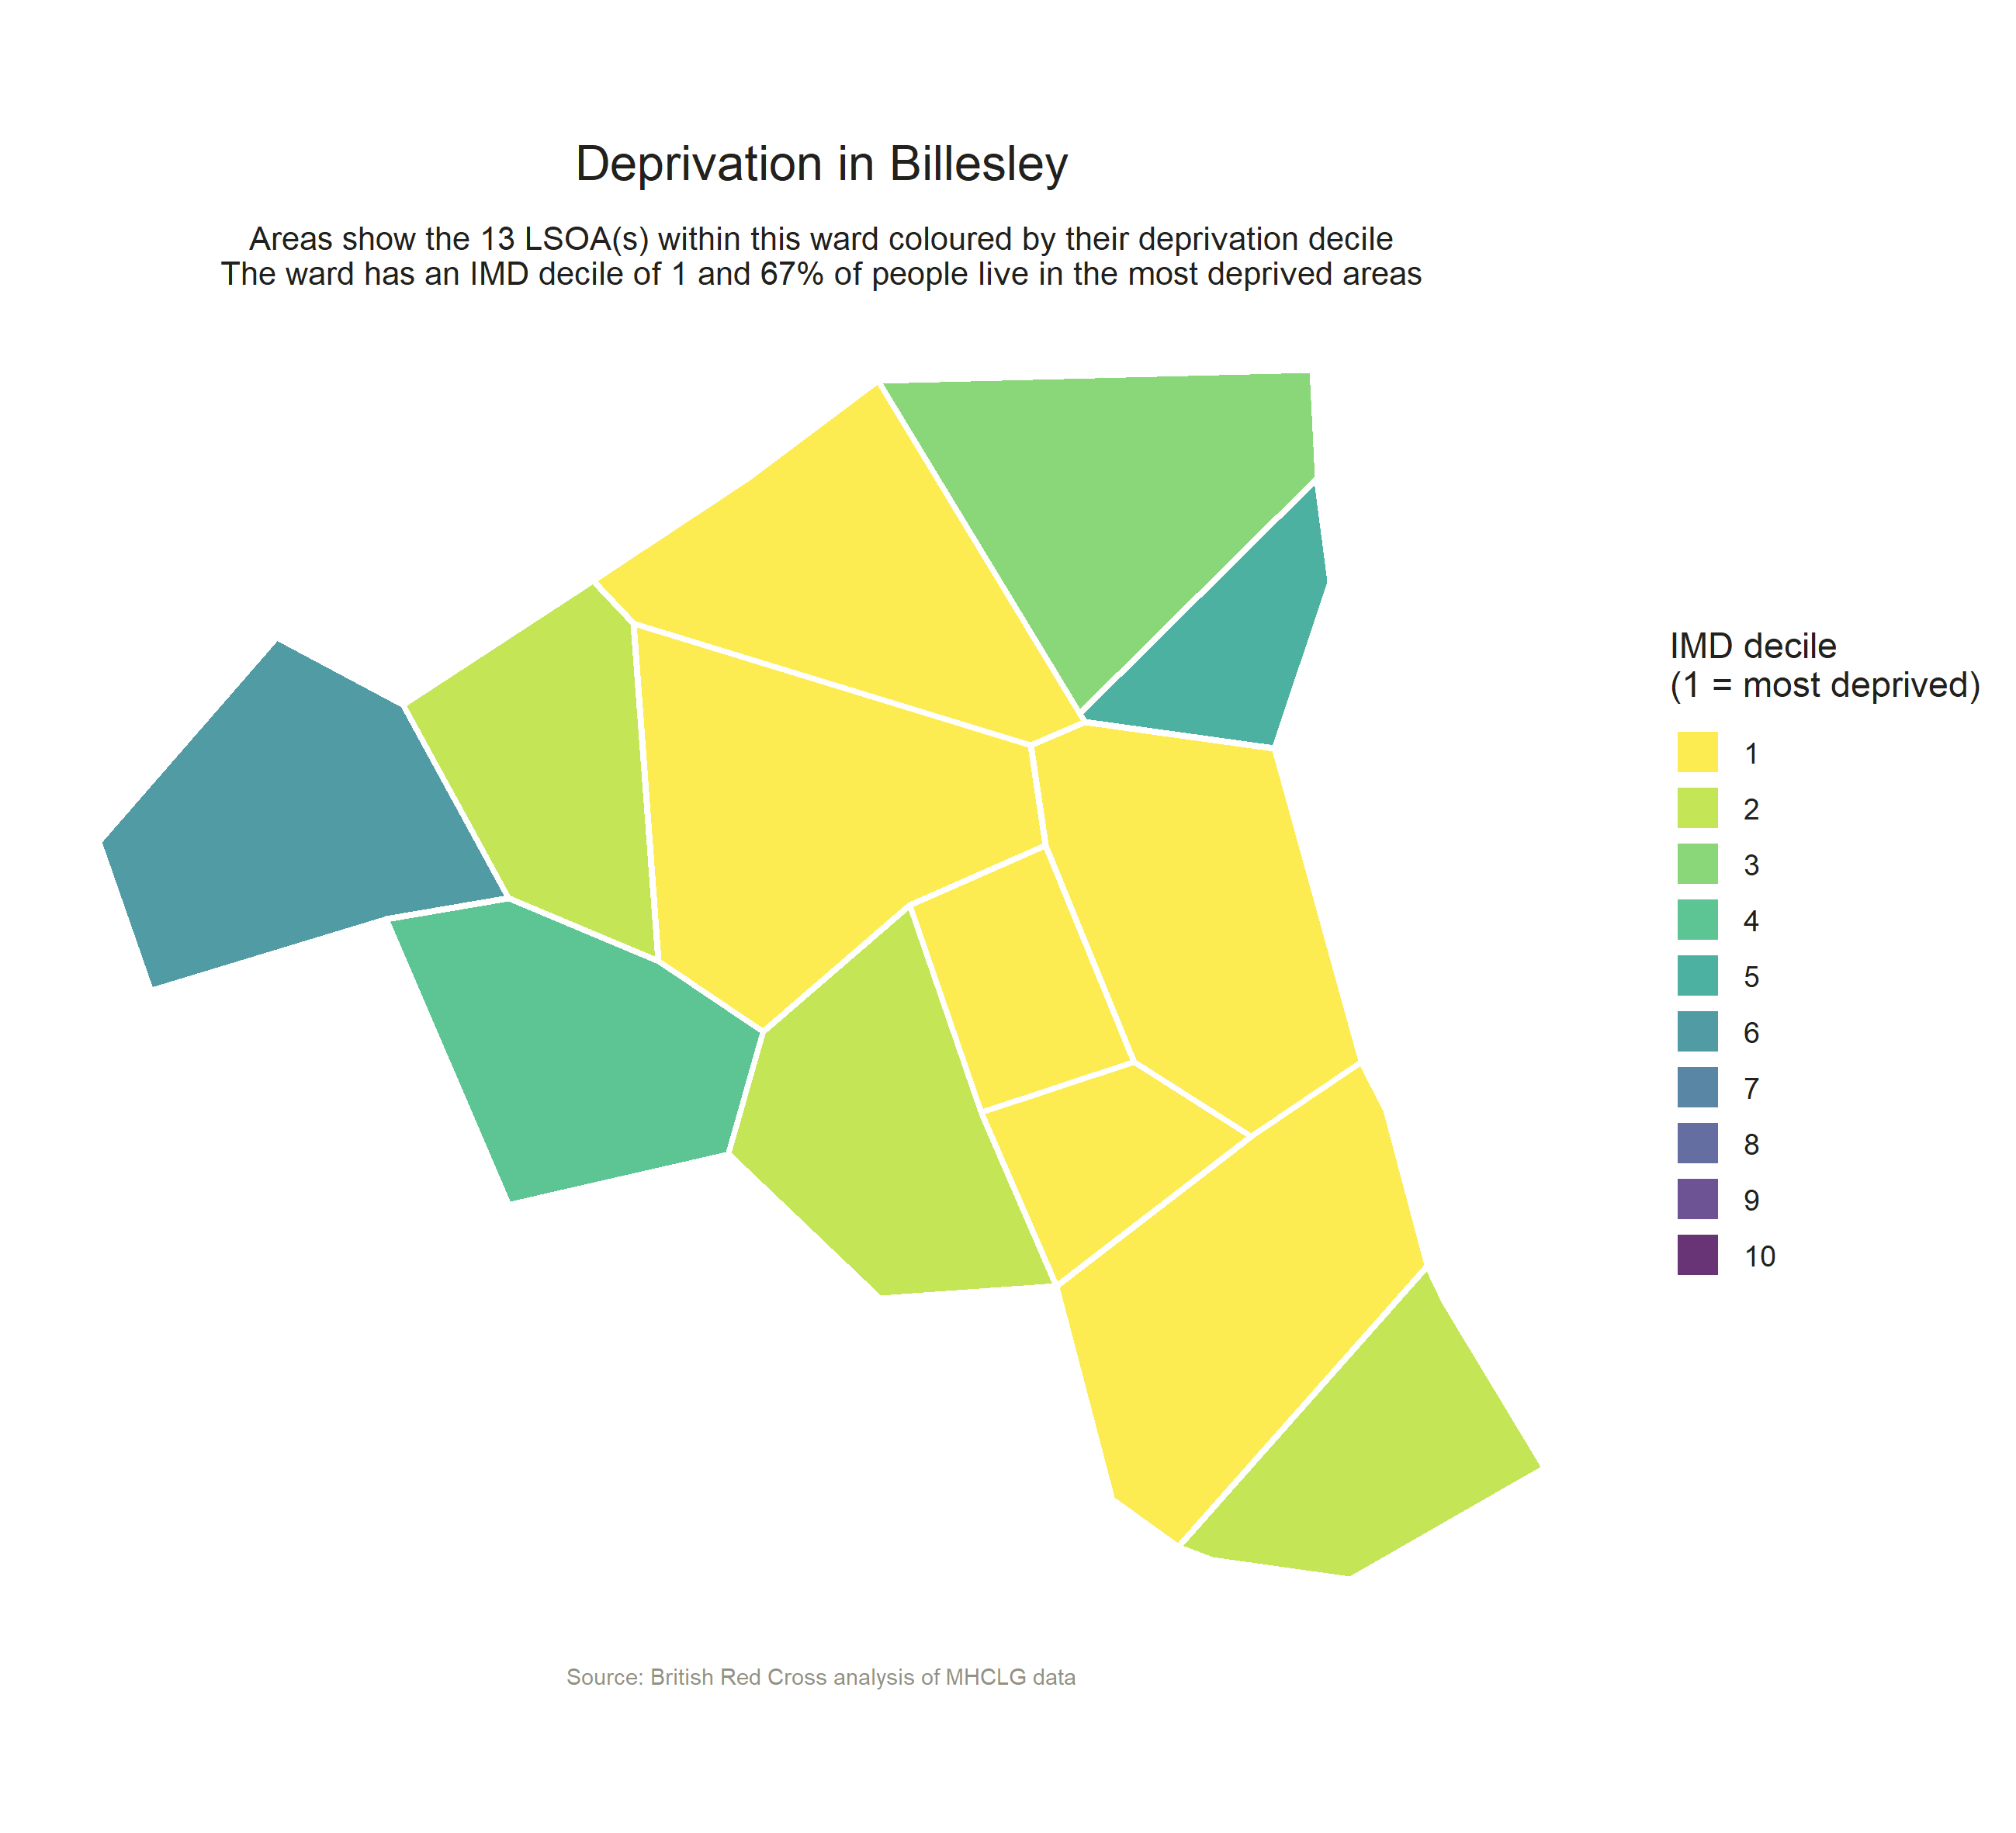 Deprivation in Billesley
Areas show the 13 LSOA(s) within this ward coloured by their deprivation decile
The ward has an IMD decile of 1 and 67% of people live in the most deprived areas
IMD decile
(1 = most deprived)
1
2
3
4
5
6
7
8
9
10
Source: British Red Cross analysis of MHCLG data